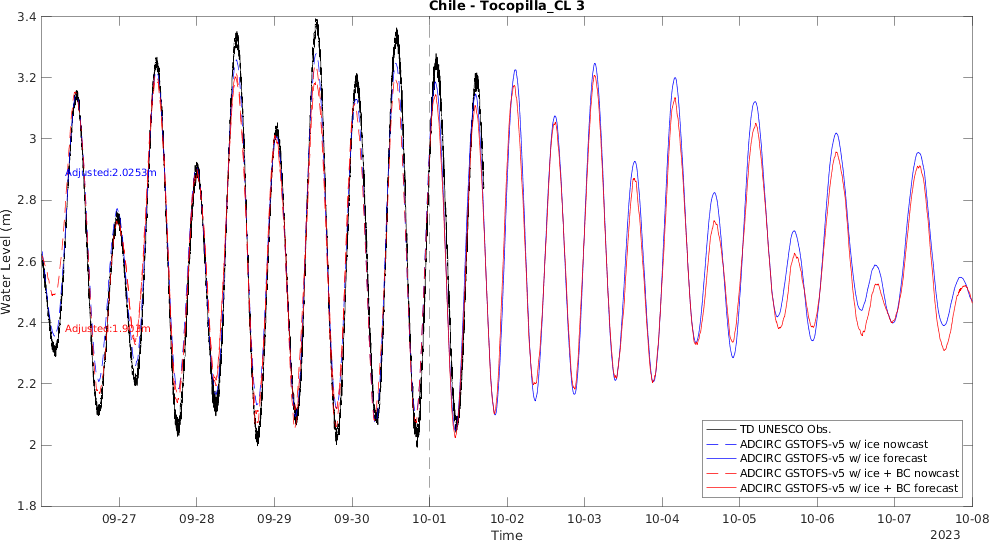 Chile - Tocopilla_CL 3
3.4
3.2
3
2.8
2.6
2.4
2.2
2
1.8
Water Level (m)
Adjusted:2.0253m
09-27
09-28
09-29
09-30
10-01
10-02
10-03
10-04
10-05
10-06
10-07
10-08
Time
2023
TD UNESCO Obs.
ADCIRC GSTOFS-v5 w/ ice nowcast
ADCIRC GSTOFS-v5 w/ ice forecast
ADCIRC GSTOFS-v5 w/ ice + BC nowcast
ADCIRC GSTOFS-v5 w/ ice + BC forecast